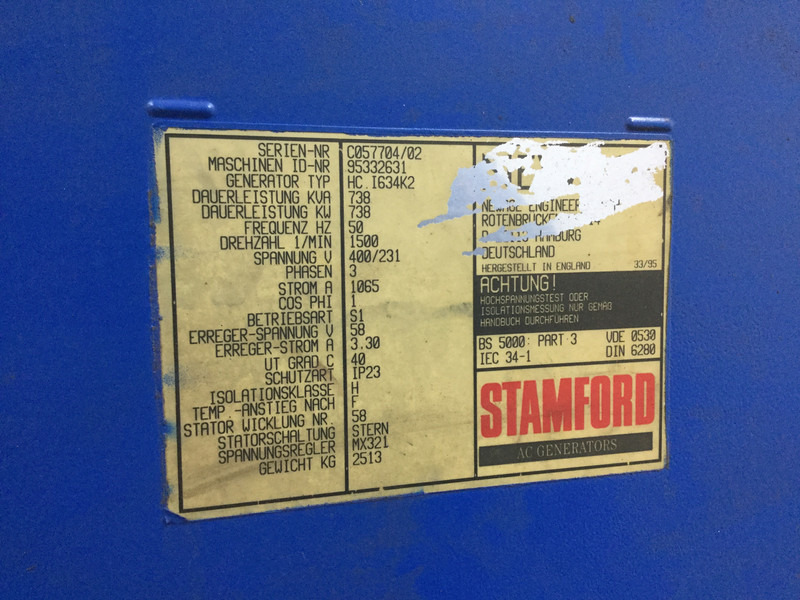 SERIEN-NR C057704/02
MASCHINEN ID-NR 95332631
GENERATOR TYP HC I634K2
DAUERLEISTUNG KVA 738
DAUERLEISTUNG KW 738
FREQUENZ HZ 50
DREHZAHL 1/MIN 1500
SPANNUNG V 400/231
PHASEN 3
STROM A 1065
COS PHI 1
BETRIEBSART S1
ERREGER-SPANNUNG V 58
ERREGER-STROM A 3.30
UT GRAD C 40
SCHUTZART IP23
ISOLATIONSKLASSE H
TEMP.-ANSTIEG NACH F
STATOR WICKLUNG NR. 58
STATORSCHALTUNG STERN
SPANNUNGSREGLER MX321
GEWICHT KG 2513
NEWAGE
HAMBURG
DEUTSCHLAND
HERGESTELLT IN ENGLAND 33/95
ACHTUNG!
HOCHSPANNUNGSTEST ODER
ISOLATIONSMESSUNG NUR GEMÄG
HANDBUCH DURCHFÜHREN
BS 5000: PART 3 VDE 0530
IEC 34-1 DIN 6280
STAMFORD
AC GENERATORS